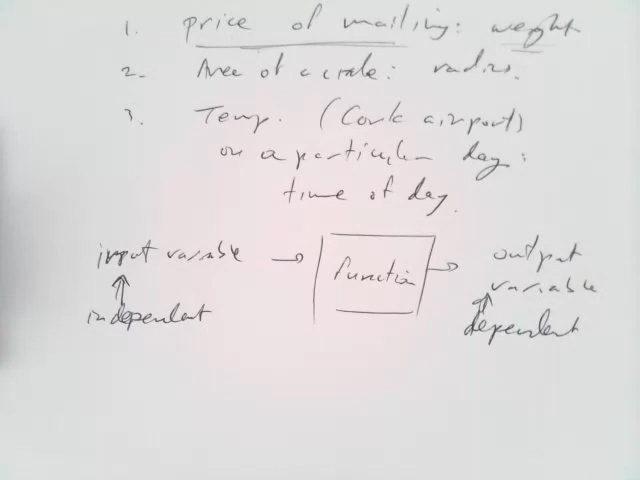 1. price of mailing: weight
2. Area of a circle: radius.
3. Temp. (Cork airport)
on a particular day:
time of day.
input variable → function → output
variable
independent
dependent